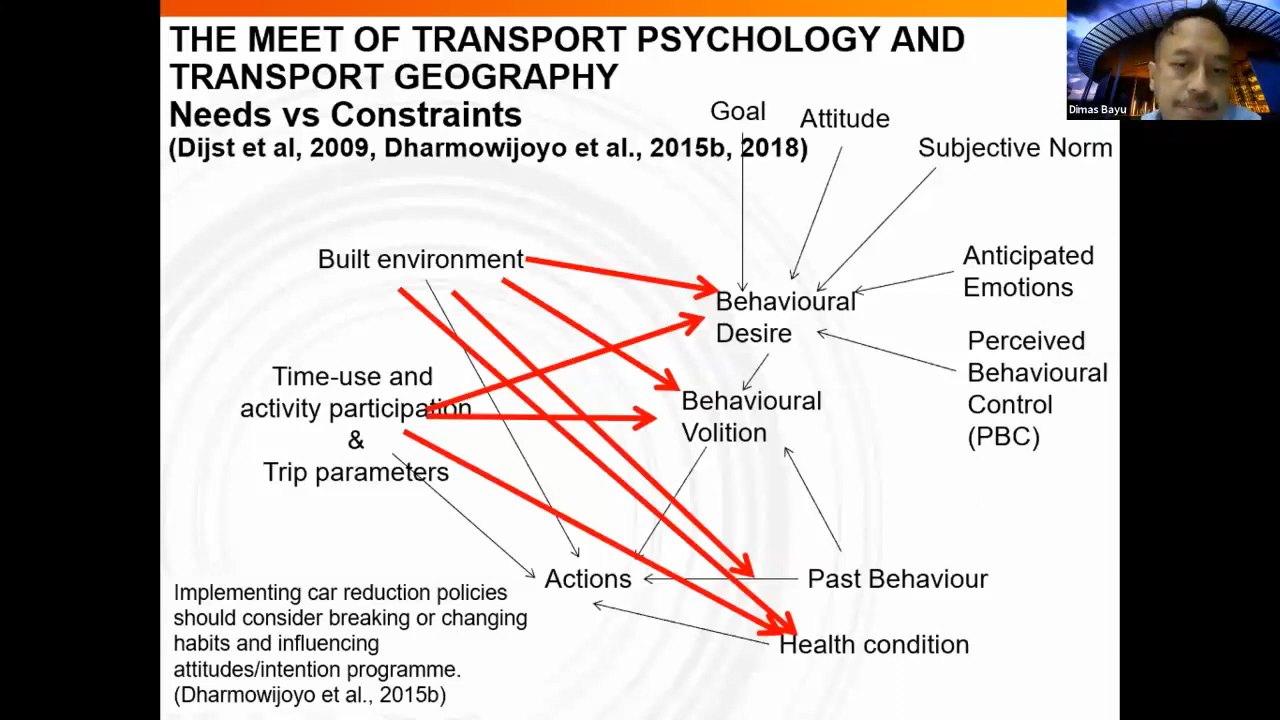 THE MEET OF TRANSPORT PSYCHOLOGY AND
TRANSPORT GEOGRAPHY
Needs vs Constraints
(Dijst et al, 2009, Dharmowijoyo et al., 2015b, 2018)
Goal
Attitude
Subjective Norm
Dimas Bayu
Built environment
Anticipated
Emotions
Behavioural
Desire
Perceived
Behavioural
Control
(PBC)
Time-use and
activity participation
&
Trip parameters
Behavioural
Volition
Actions
Past Behaviour
Health condition
Implementing car reduction policies
should consider breaking or changing
habits and influencing
attitudes/intention programme.
(Dharmowijoyo et al., 2015b)